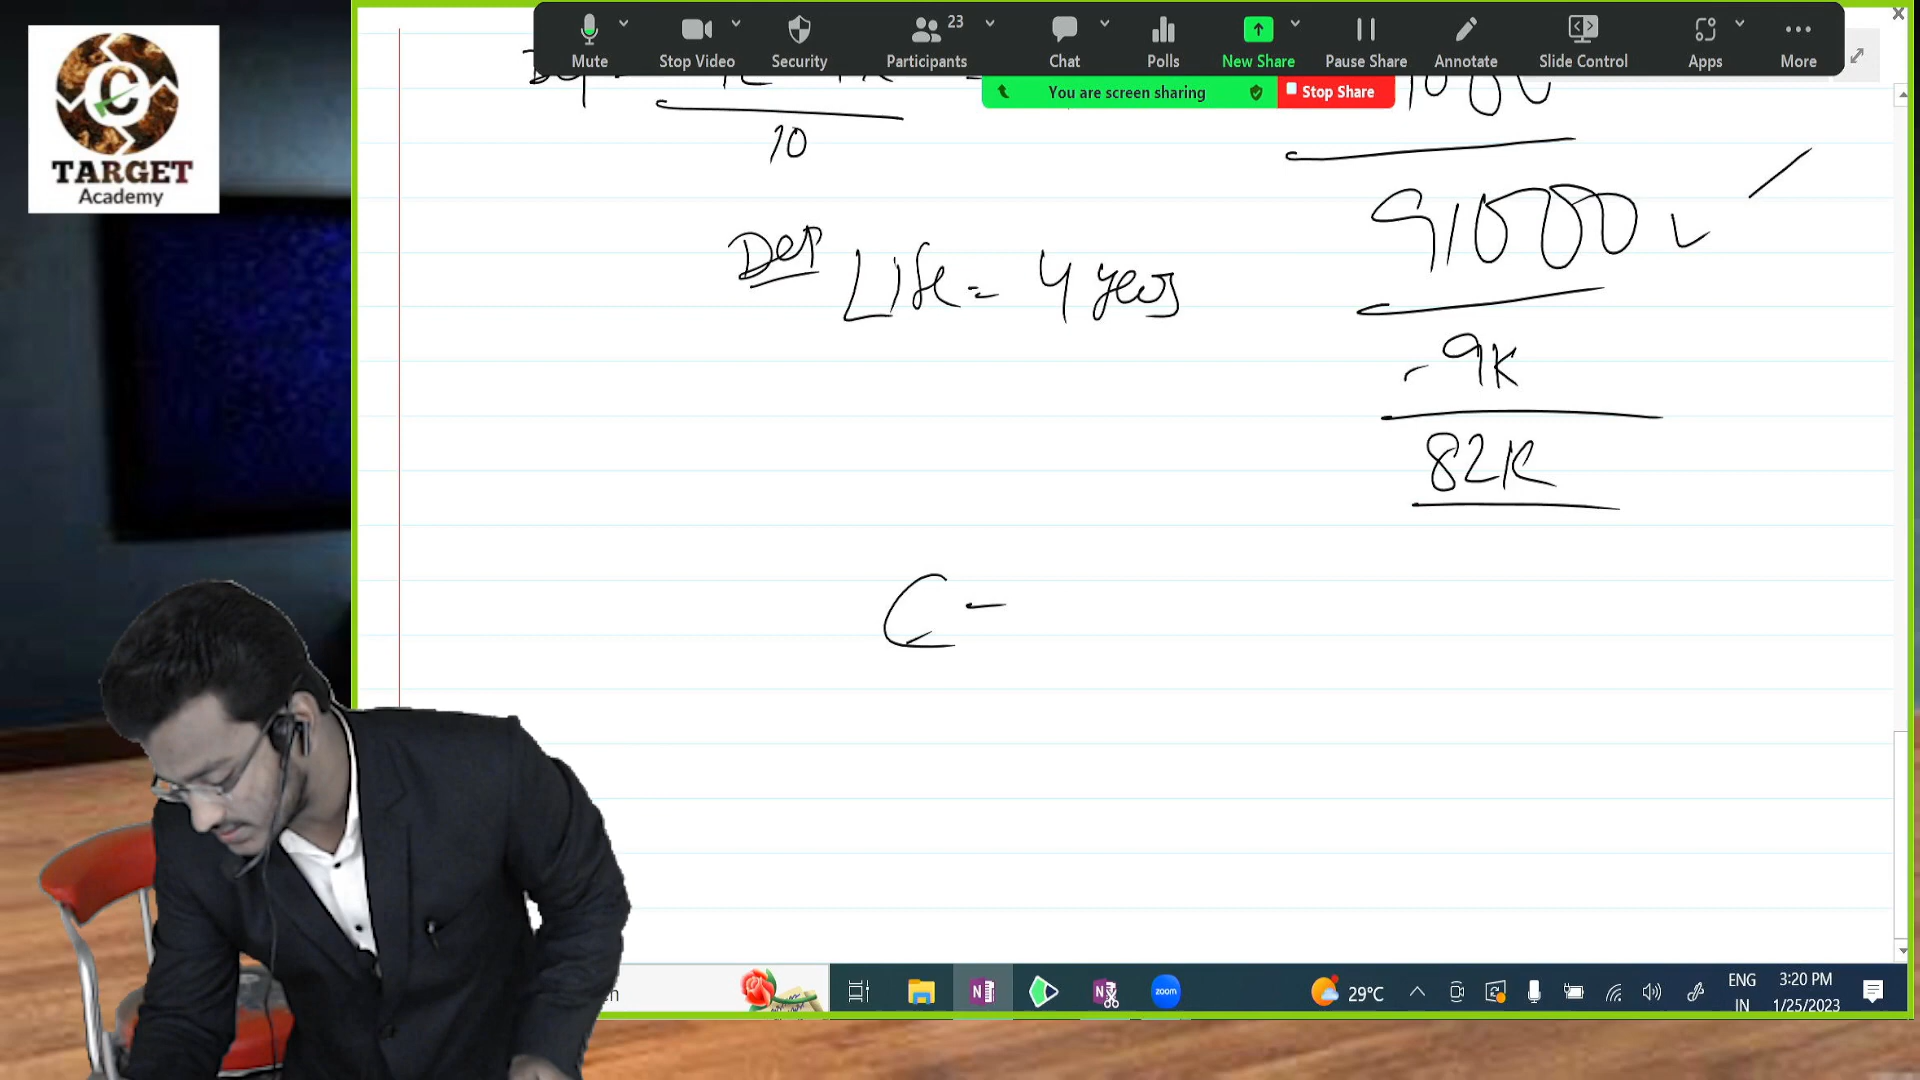 TARGET
Academy
Mute
Stop Video
Security
Participants
23
Chat
Polls
New Share
Pause Share
Annotate
Slide Control
Apps
More
You are screen sharing
Stop Share
10
91000
Dep
Life = 4 years
- 9K
82K
C -
29°C
ENG
IN
3:20 PM
1/25/2023
zoom